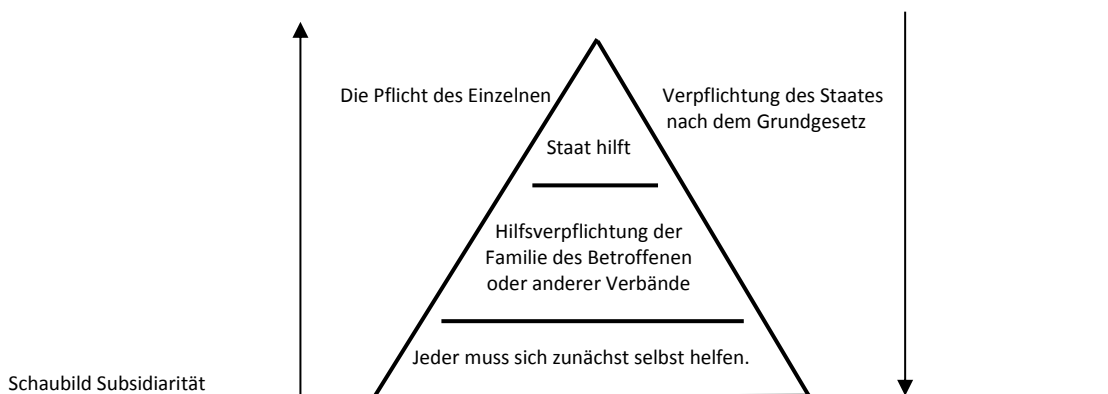 Die Pflicht des Einzelnen
Verpflichtung des Staates
nach dem Grundgesetz
Staat hilft
Hilfsverpflichtung der
Familie des Betroffenen
oder anderer Verbände
Jeder muss sich zunächst selbst helfen.
Schaubild Subsidiarität